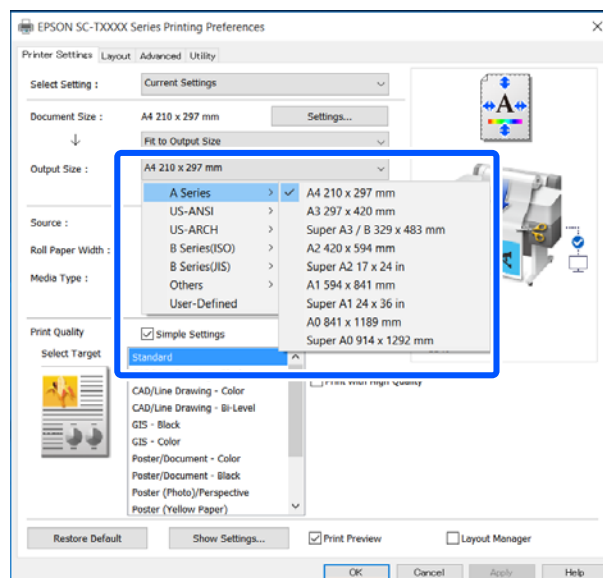 EPSON SC-TXXXX Series Printing Preferences
Printer Settings Layout Advanced Utility
Select Setting : Current Settings
Document Size : A4 210 x 297 mm Settings...
Fit to Output Size
Output Size : A4 210 x 297 mm
A Series
US-ANSI
US-ARCH
B Series(ISO)
B Series(JIS)
Others
User-Defined
A4 210 x 297 mm
A3 297 x 420 mm
Super A3 / B 329 x 483 mm
A2 420 x 594 mm
Super A2 17 x 24 in
A1 594 x 841 mm
Super A1 24 x 36 in
A0 841 x 1189 mm
Super A0 914 x 1292 mm
Source :
Roll Paper Width :
Media Type :
A
Print Quality
Simple Settings
Select Target
Standard
Print with High Quality
CAD/Line Drawing - Color
CAD/Line Drawing - Bi-Level
GIS - Black
GIS - Color
Poster/Document - Color
Poster/Document - Black
Poster (Photo)/Perspective
Poster (Yellow Paper)
Restore Default Show Settings... Print Preview Layout Manager
OK Cancel Apply Help